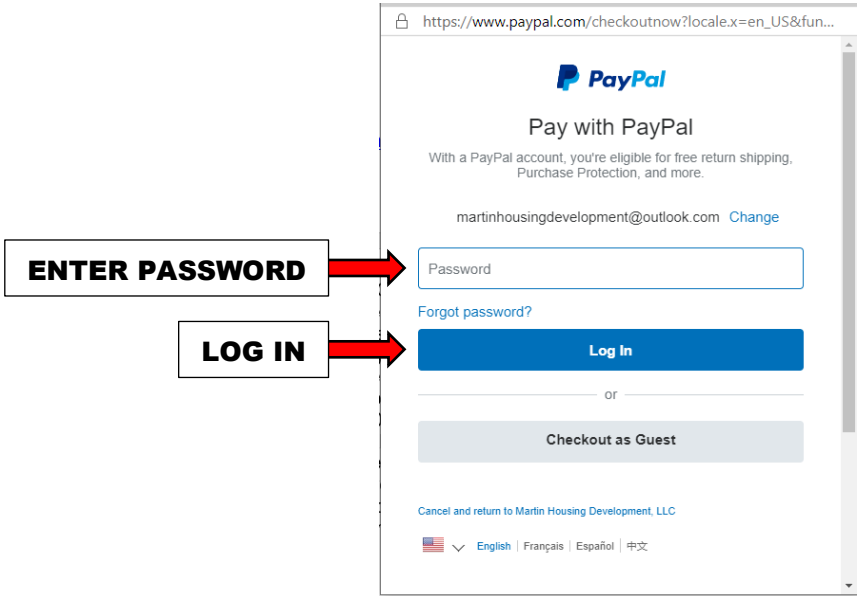 https://www.paypal.com/checkoutnow?locale.x=en_US&fun...
PayPal
Pay with PayPal
With a PayPal account, you're eligible for free return shipping,
Purchase Protection, and more.
martinhousingdevelopment@outlook.com Change
ENTER PASSWORD
Password
Forgot password?
LOG IN
Log In
or
Checkout as Guest
Cancel and return to Martin Housing Development, LLC
English | Français | Español | 中文